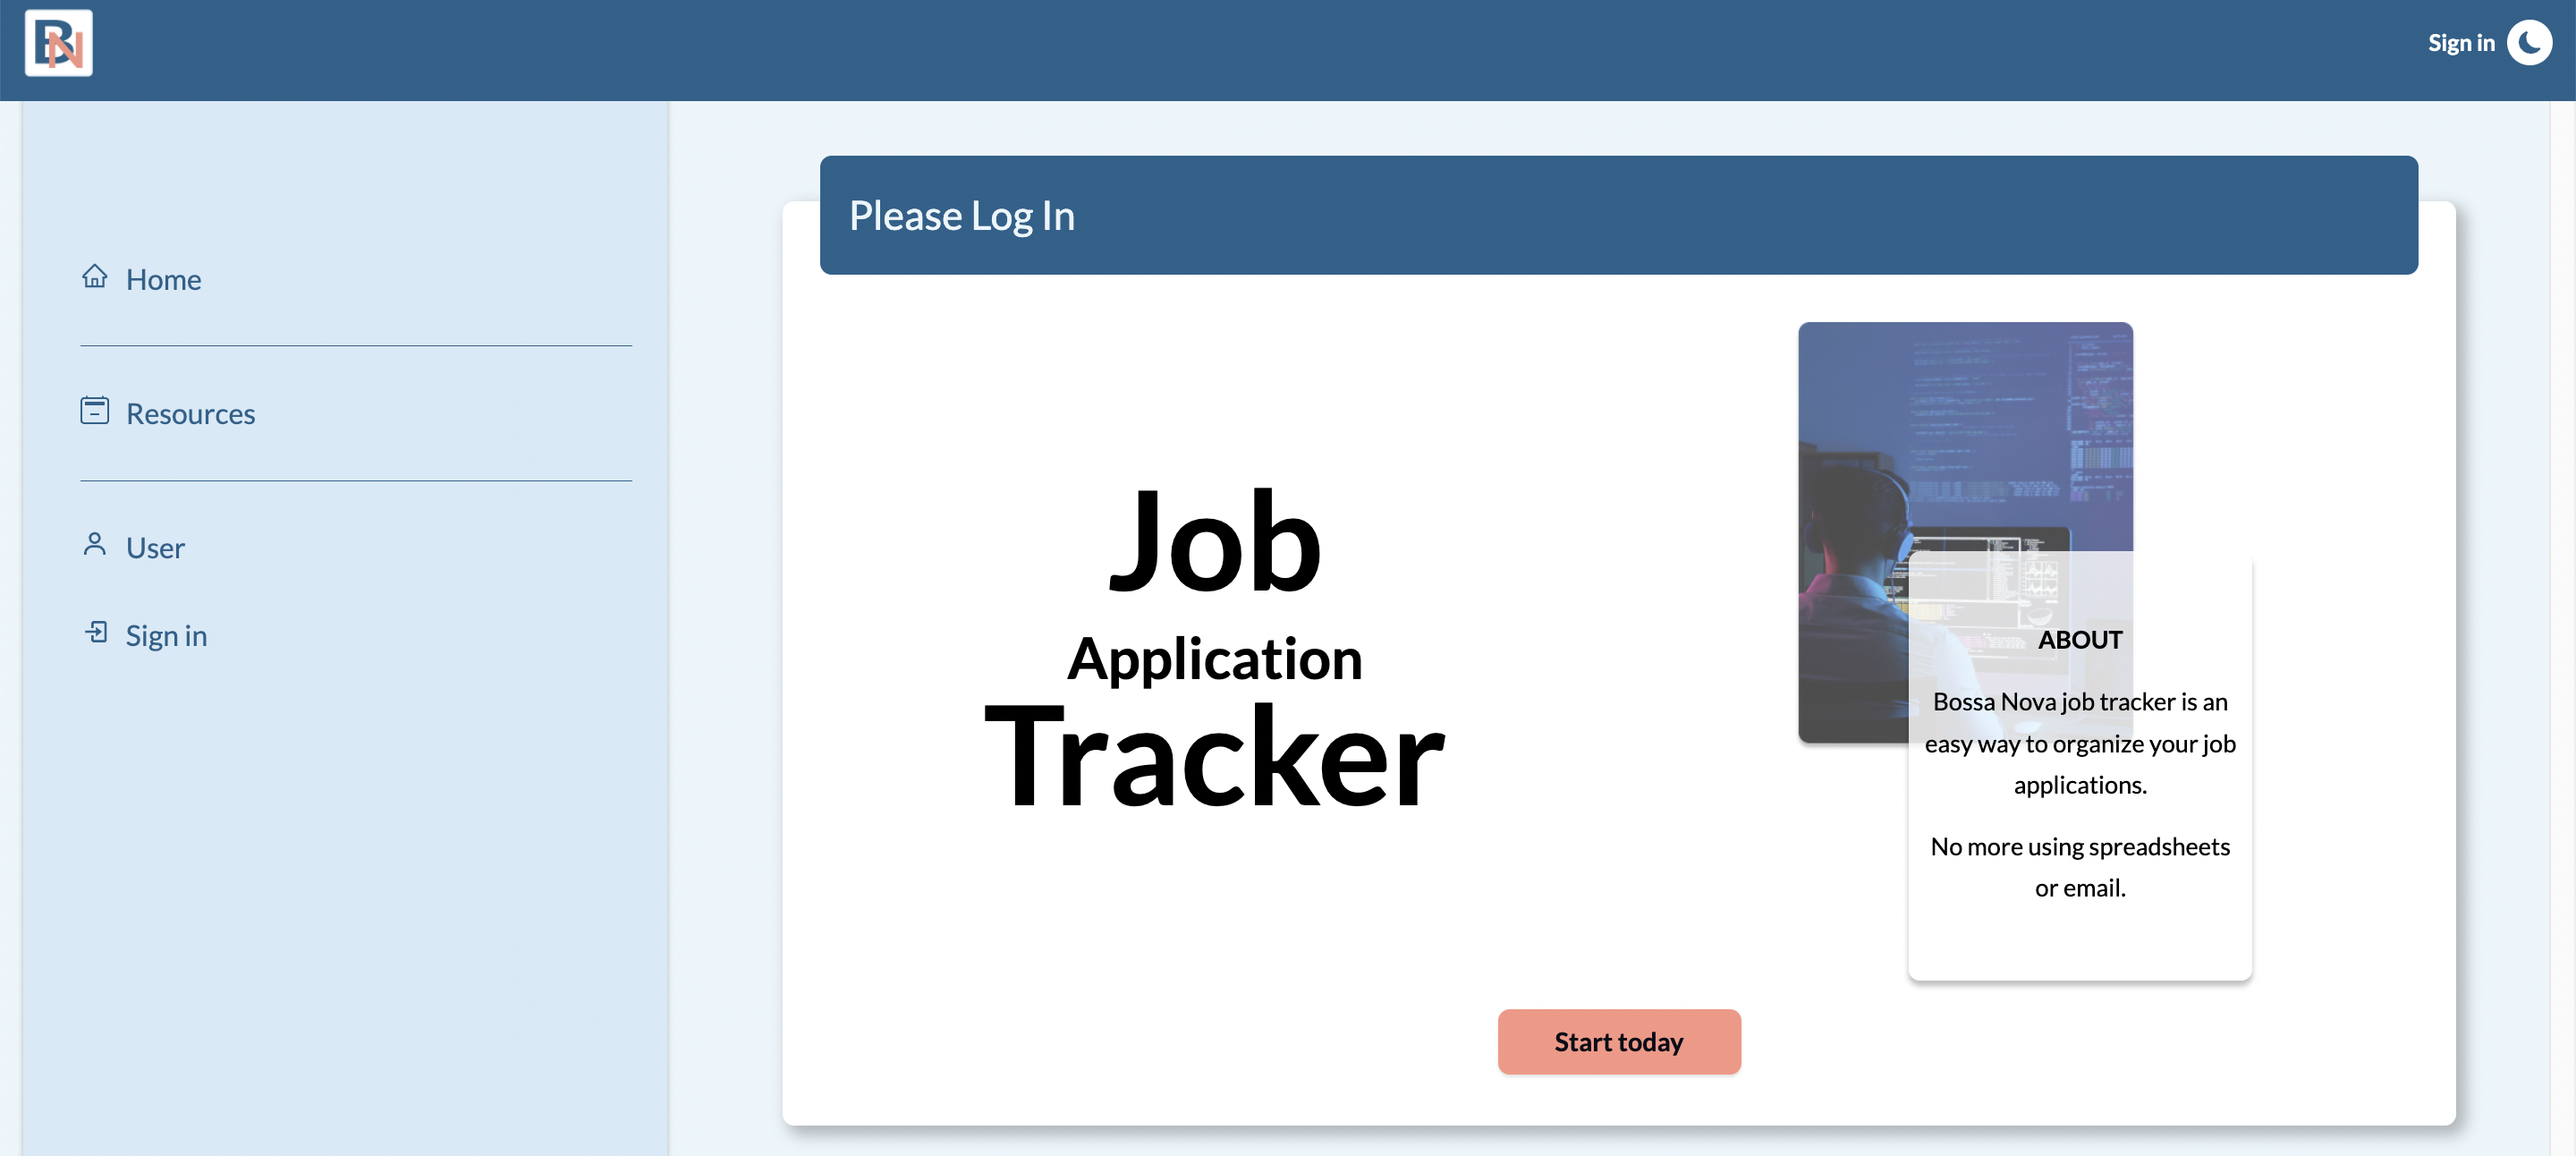 BN
Sign in
Home
Resources
User
Sign in
Please Log In
Job
Application
Tracker
ABOUT
Bossa Nova job tracker is an
easy way to organize your job
applications.
No more using spreadsheets
or email.
Start today